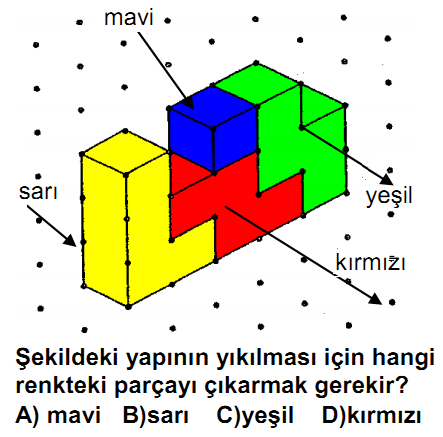 mavi
sarı
yeşil
kırmızı
Şekildeki yapının yıkılması için hangi
renkteki parçayı çıkarmak gerekir?
A) mavi B)sarı C)yeşil D)kırmızı